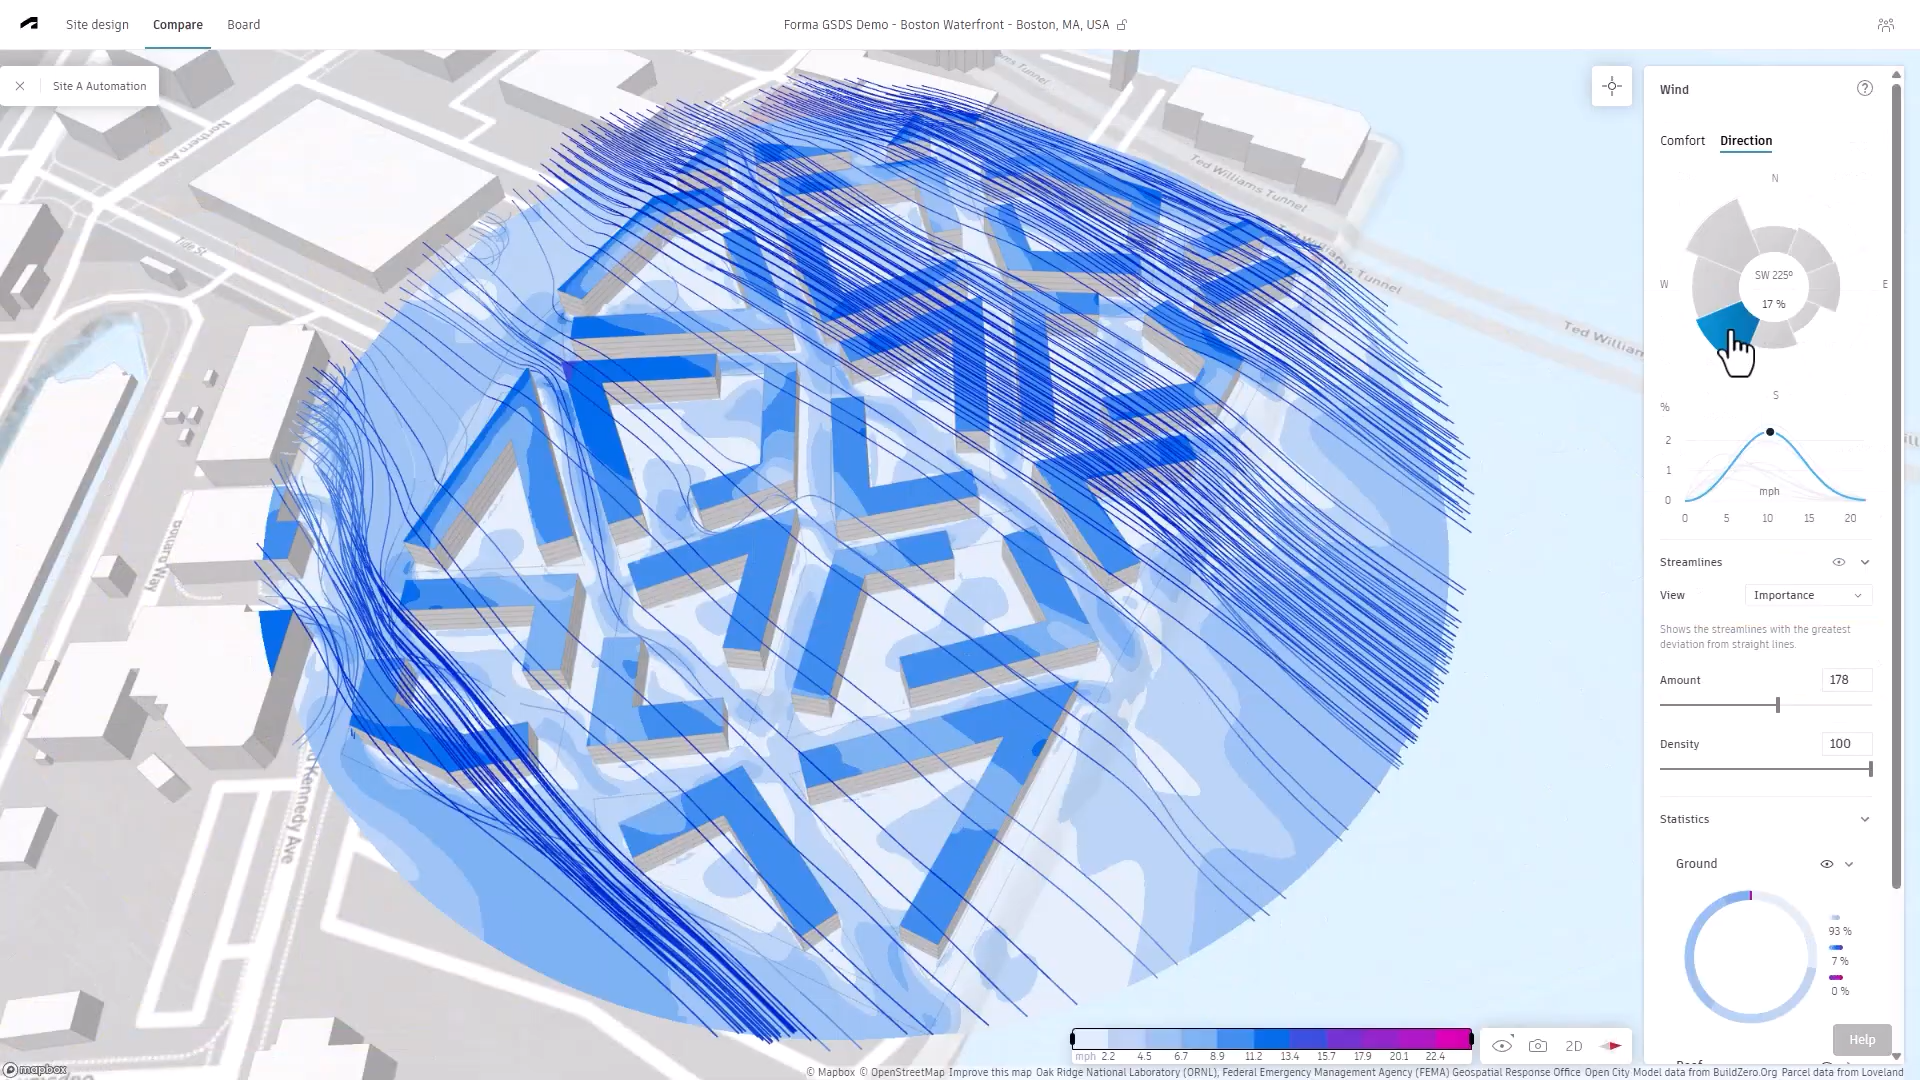 Site design
Compare
Board
Forma GSDS Demo - Boston Waterfront - Boston, MA, USA
Site A Automation
Northern Ave
Tide St
Ted Williams Tunnel
Ted Williams Tunnel
Ted William
Kennedy Ave
Wind
Comfort
Direction
N
W
E
SW 225º
17 %
S
%
2
1
0
mph
0 5 10 15 20
Streamlines
View
Importance
Shows the streamlines with the greatest
deviation from straight lines.
Amount
178
Density
100
Statistics
Ground
93 %
7 %
0 %
Help
mph 2.2 4.5 6.7 8.9 11.2 13.4 15.7 17.9 20.1 22.4
2D
mapbox
© Mapbox © OpenStreetMap Improve this map Oak Ridge National Laboratory (ORNL), Federal Emergency Management Agency (FEMA) Geospatial Response Office Open City Model data from BuildZero.Org Parcel data from Loveland